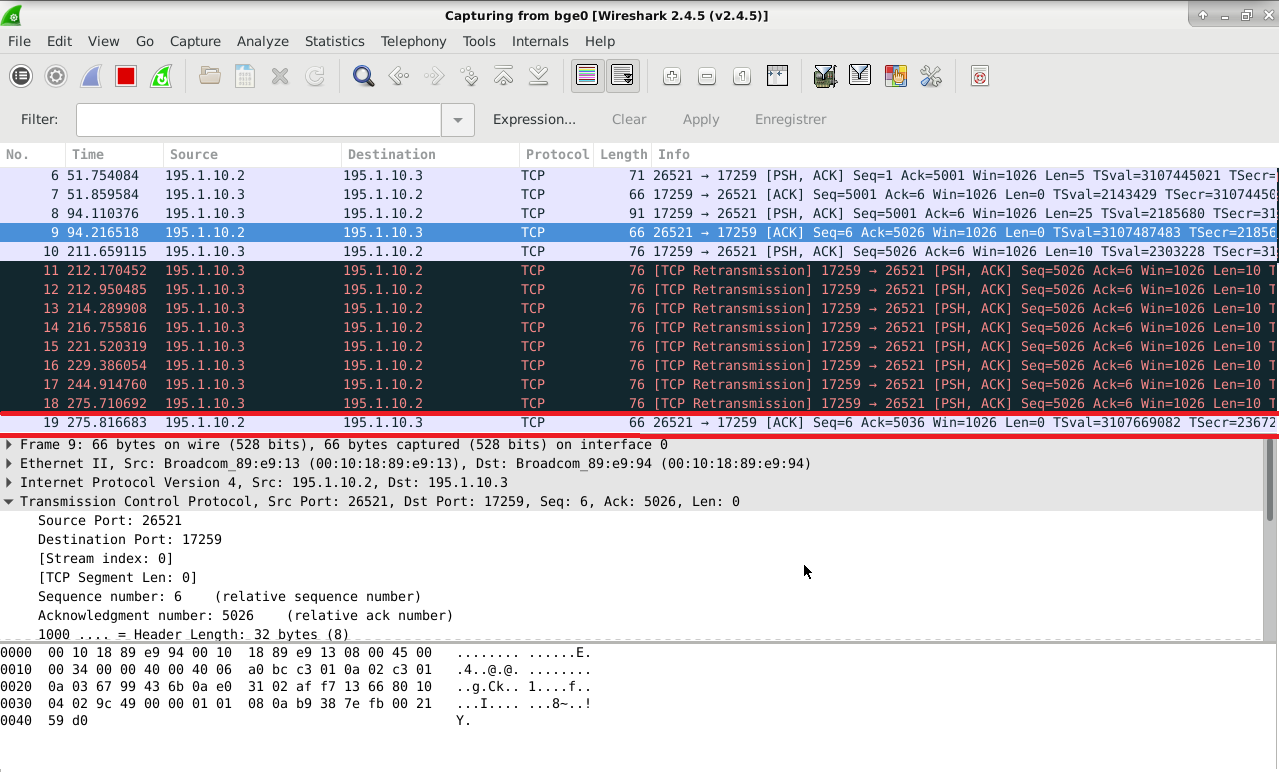 Capturing from bge0 [Wireshark 2.4.5 (v2.4.5)]
File Edit View Go Capture Analyze Statistics Telephony Tools Internals Help
Filter: Expression... Clear Apply Enregistrer
No. Time Source Destination Protocol Length Info
6 51.754084 195.1.10.2 195.1.10.3 TCP 71 26521 → 17259 [PSH, ACK] Seq=1 Ack=5001 Win=1026 Len=5 TSval=3107445021 TSecr=
7 51.859584 195.1.10.3 195.1.10.2 TCP 66 17259 → 26521 [ACK] Seq=5001 Ack=6 Win=1026 Len=0 TSval=2143429 TSecr=31074450
8 94.110376 195.1.10.3 195.1.10.2 TCP 91 17259 → 26521 [PSH, ACK] Seq=5001 Ack=6 Win=1026 Len=25 TSval=2185680 TSecr=31
9 94.216518 195.1.10.2 195.1.10.3 TCP 66 26521 → 17259 [ACK] Seq=6 Ack=5026 Win=1026 Len=0 TSval=3107487483 TSecr=21856
10 211.659115 195.1.10.3 195.1.10.2 TCP 76 17259 → 26521 [PSH, ACK] Seq=5026 Ack=6 Win=1026 Len=10 TSval=2303228 TSecr=31
11 212.170452 195.1.10.3 195.1.10.2 TCP 76 [TCP Retransmission] 17259 → 26521 [PSH, ACK] Seq=5026 Ack=6 Win=1026 Len=10 T
12 212.950485 195.1.10.3 195.1.10.2 TCP 76 [TCP Retransmission] 17259 → 26521 [PSH, ACK] Seq=5026 Ack=6 Win=1026 Len=10 T
13 214.289908 195.1.10.3 195.1.10.2 TCP 76 [TCP Retransmission] 17259 → 26521 [PSH, ACK] Seq=5026 Ack=6 Win=1026 Len=10 T
14 216.755816 195.1.10.3 195.1.10.2 TCP 76 [TCP Retransmission] 17259 → 26521 [PSH, ACK] Seq=5026 Ack=6 Win=1026 Len=10 T
15 221.520319 195.1.10.3 195.1.10.2 TCP 76 [TCP Retransmission] 17259 → 26521 [PSH, ACK] Seq=5026 Ack=6 Win=1026 Len=10 T
16 229.386054 195.1.10.3 195.1.10.2 TCP 76 [TCP Retransmission] 17259 → 26521 [PSH, ACK] Seq=5026 Ack=6 Win=1026 Len=10 T
17 244.914760 195.1.10.3 195.1.10.2 TCP 76 [TCP Retransmission] 17259 → 26521 [PSH, ACK] Seq=5026 Ack=6 Win=1026 Len=10 T
18 275.710692 195.1.10.3 195.1.10.2 TCP 76 [TCP Retransmission] 17259 → 26521 [PSH, ACK] Seq=5026 Ack=6 Win=1026 Len=10 T
19 275.816683 195.1.10.2 195.1.10.3 TCP 66 26521 → 17259 [ACK] Seq=6 Ack=5036 Win=1026 Len=0 TSval=3107669082 TSecr=23672
Frame 9: 66 bytes on wire (528 bits), 66 bytes captured (528 bits) on interface 0
Ethernet II, Src: Broadcom_89:e9:13 (00:10:18:89:e9:13), Dst: Broadcom_89:e9:94 (00:10:18:89:e9:94)
Internet Protocol Version 4, Src: 195.1.10.2, Dst: 195.1.10.3
Transmission Control Protocol, Src Port: 26521, Dst Port: 17259, Seq: 6, Ack: 5026, Len: 0
Source Port: 26521
Destination Port: 17259
[Stream index: 0]
[TCP Segment Len: 0]
Sequence number: 6 (relative sequence number)
Acknowledgment number: 5026 (relative ack number)
1000 .... = Header Length: 32 bytes (8)
0000 00 10 18 89 e9 94 00 10 18 89 e9 13 08 00 45 00 ........ ......E.
0010 00 34 00 00 40 00 40 06 a0 bc c3 01 0a 02 c3 01 .4..@.@. ........
0020 0a 03 67 99 43 6b 0a e0 31 02 af f7 13 66 80 10 ..g.Ck.. 1....f..
0030 04 02 9c 49 00 00 01 01 08 0a b9 38 7e fb 00 21 ...I.... ...8~..!
0040 59 d0 Y.